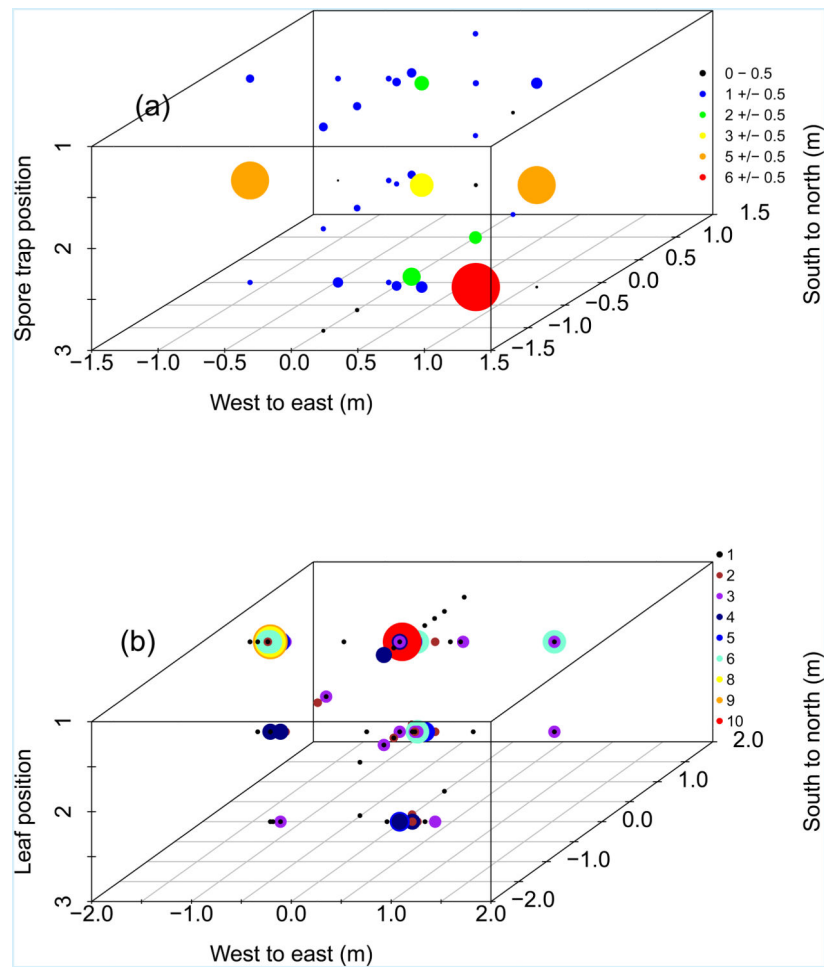 (a)
0 − 0.5
1 +/− 0.5
2 +/− 0.5
3 +/− 0.5
5 +/− 0.5
6 +/− 0.5
Spore trap position
1
2
3
−1.5 −1.0 −0.5 0.0 0.5 1.0 1.5
West to east (m)
−1.5
−1.0
−0.5
0.0
0.5
1.0
1.5
South to north (m)
(b)
1
2
3
4
5
6
8
9
10
Leaf position
1
2
3
−2.0 −1.0 0.0 1.0 2.0
West to east (m)
−2.0
−1.0
0.0
1.0
2.0
South to north (m)